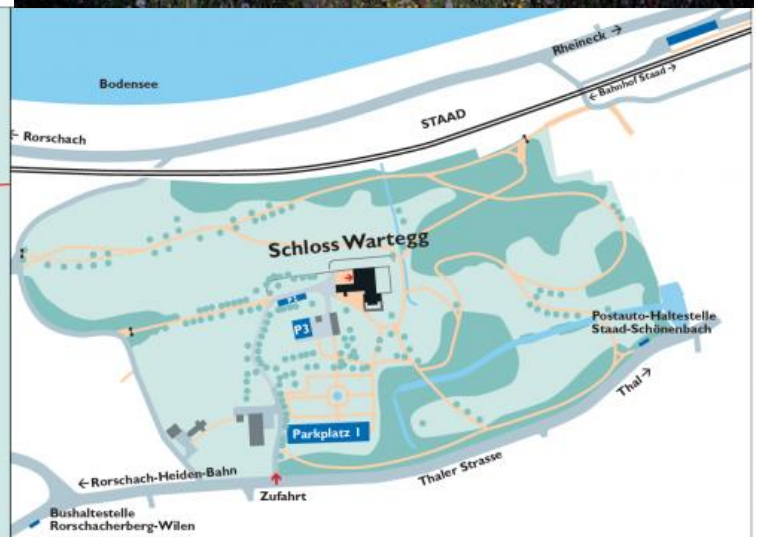 Rheineck →
Bodensee
← Bahnhof Staad →
STAAD
← Rorschach
Schloss Wartegg
P2
P3
Postauto-Haltestelle
Staad-Schönenbach
Thal →
Parkplatz 1
← Rorschach-Heiden-Bahn
Thaler Strasse
Zufahrt
Bushaltestelle
Rorschacherberg-Wilen